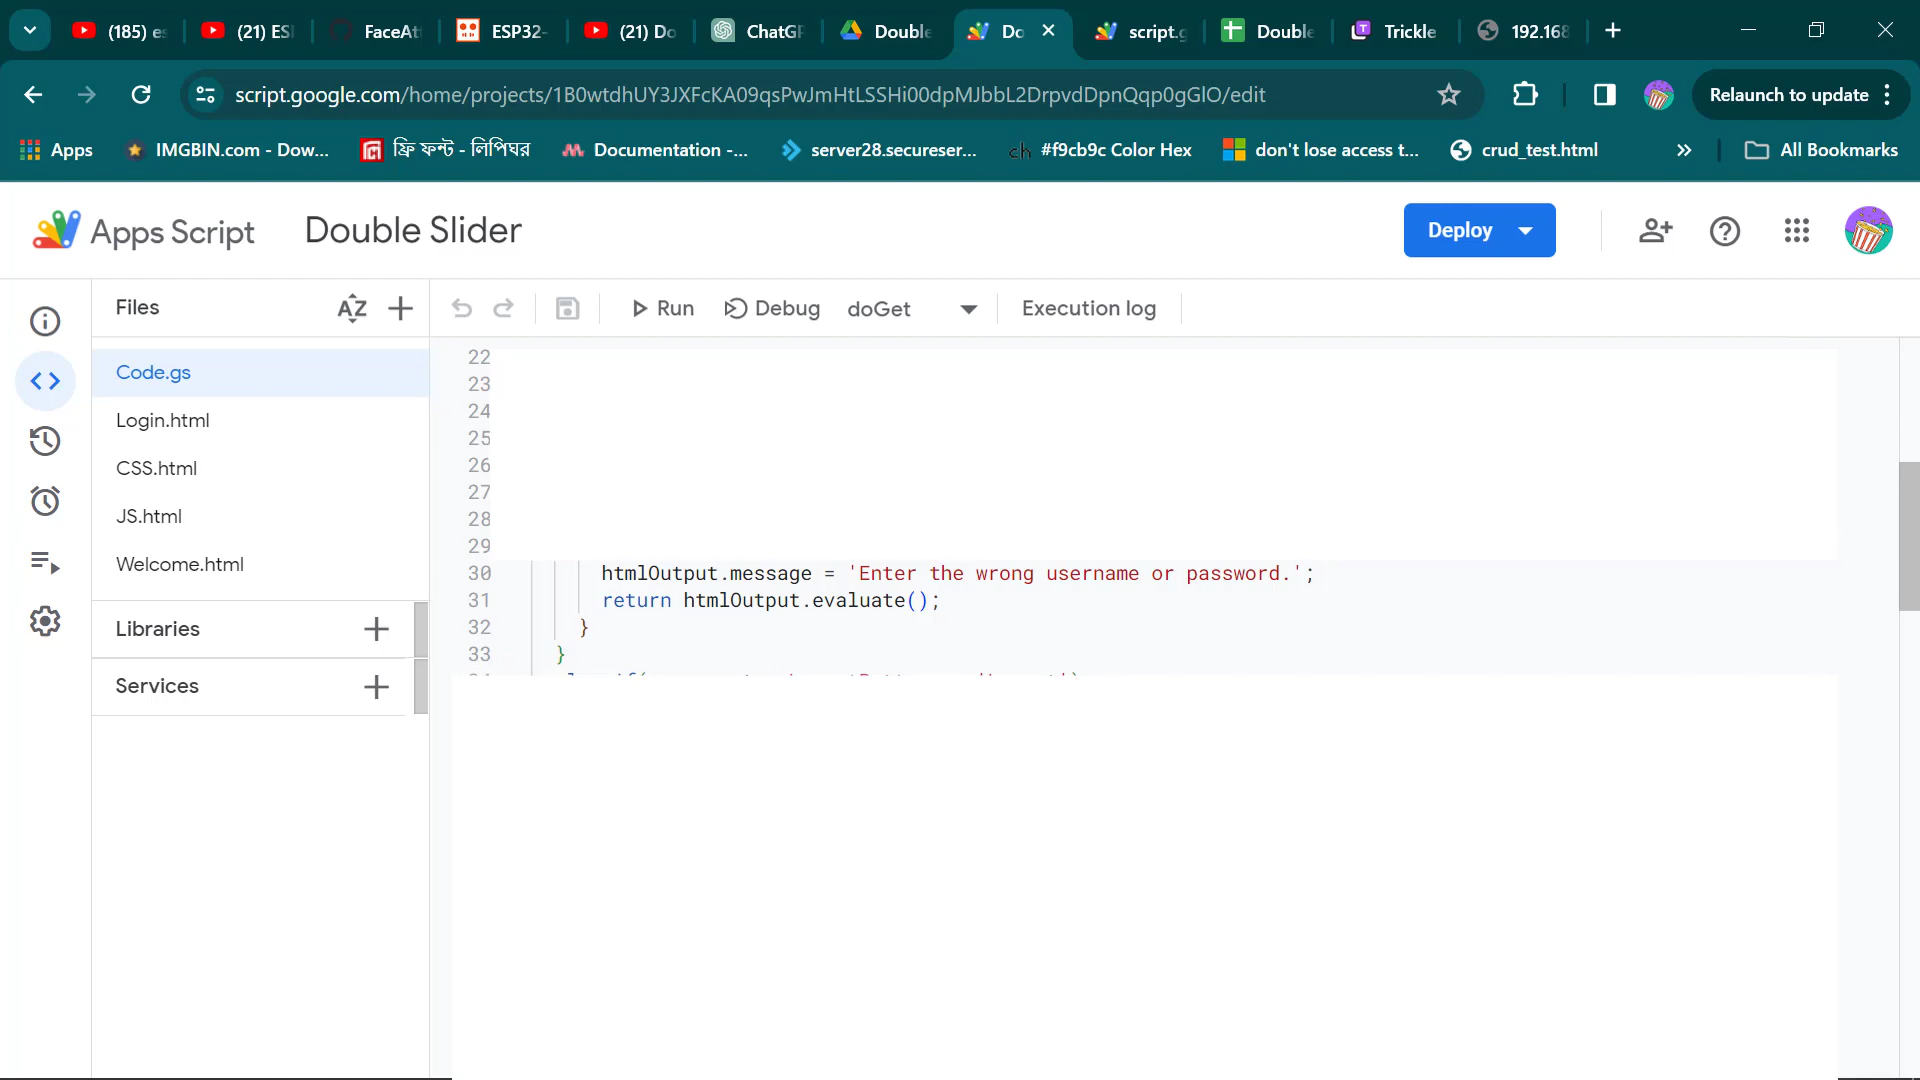 (185) es
(21) ESI
FaceAt
ESP32-
(21) Do
ChatGP
Double
Do
script.g
Double
Trickle
192.168
script.google.com/home/projects/1B0wtdhUY3JXFcKA09qsPwJmHtLSSHi00dpMJbbL2DrpvdDpnQqp0gGlO/edit
Relaunch to update
Apps
IMGBIN.com - Dow...
ফ্রি ফন্ট - লিপিঘর
Documentation -...
server28.secureser...
ch #f9cb9c Color Hex
don't lose access t...
crud_test.html
All Bookmarks
Apps Script
Double Slider
Deploy
Files
Run
Debug
doGet
Execution log
Code.gs
Login.html
CSS.html
JS.html
Welcome.html
Libraries
Services
22
23
24
25
26
27
28
29
30 htmlOutput.message = 'Enter the wrong username or password.';
31 return htmlOutput.evaluate();
32 }
33 }